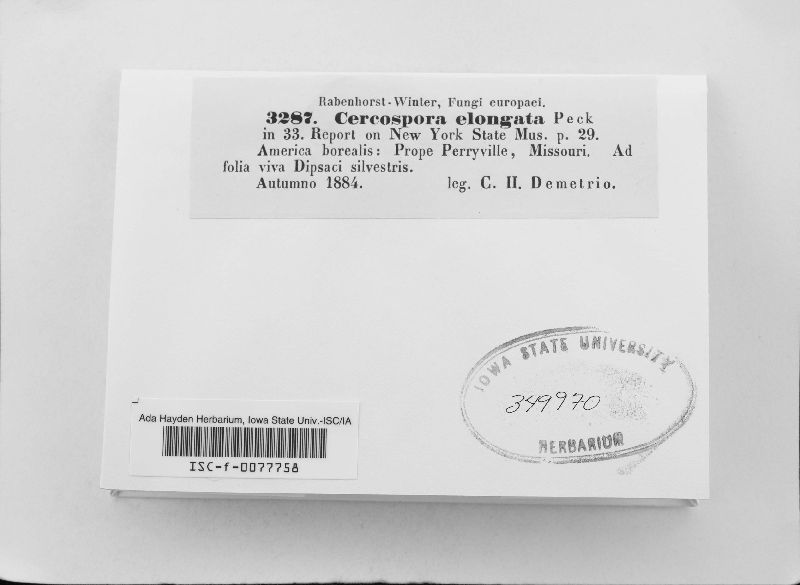 Rabenhorst-Winter, Fungi europaei.
3287. Cercospora elongata Peck
in 33. Report on New York State Mus. p. 29.
America borealis: Prope Perryville, Missouri. Ad
folia viva Dipsaci silvestris.
Autumno 1884. leg. C. H. Demetrio.
IOWA STATE UNIVERSITY
349970
HERBARIUM
Ada Hayden Herbarium, Iowa State Univ.-ISC/IA
ISC-f-0077758